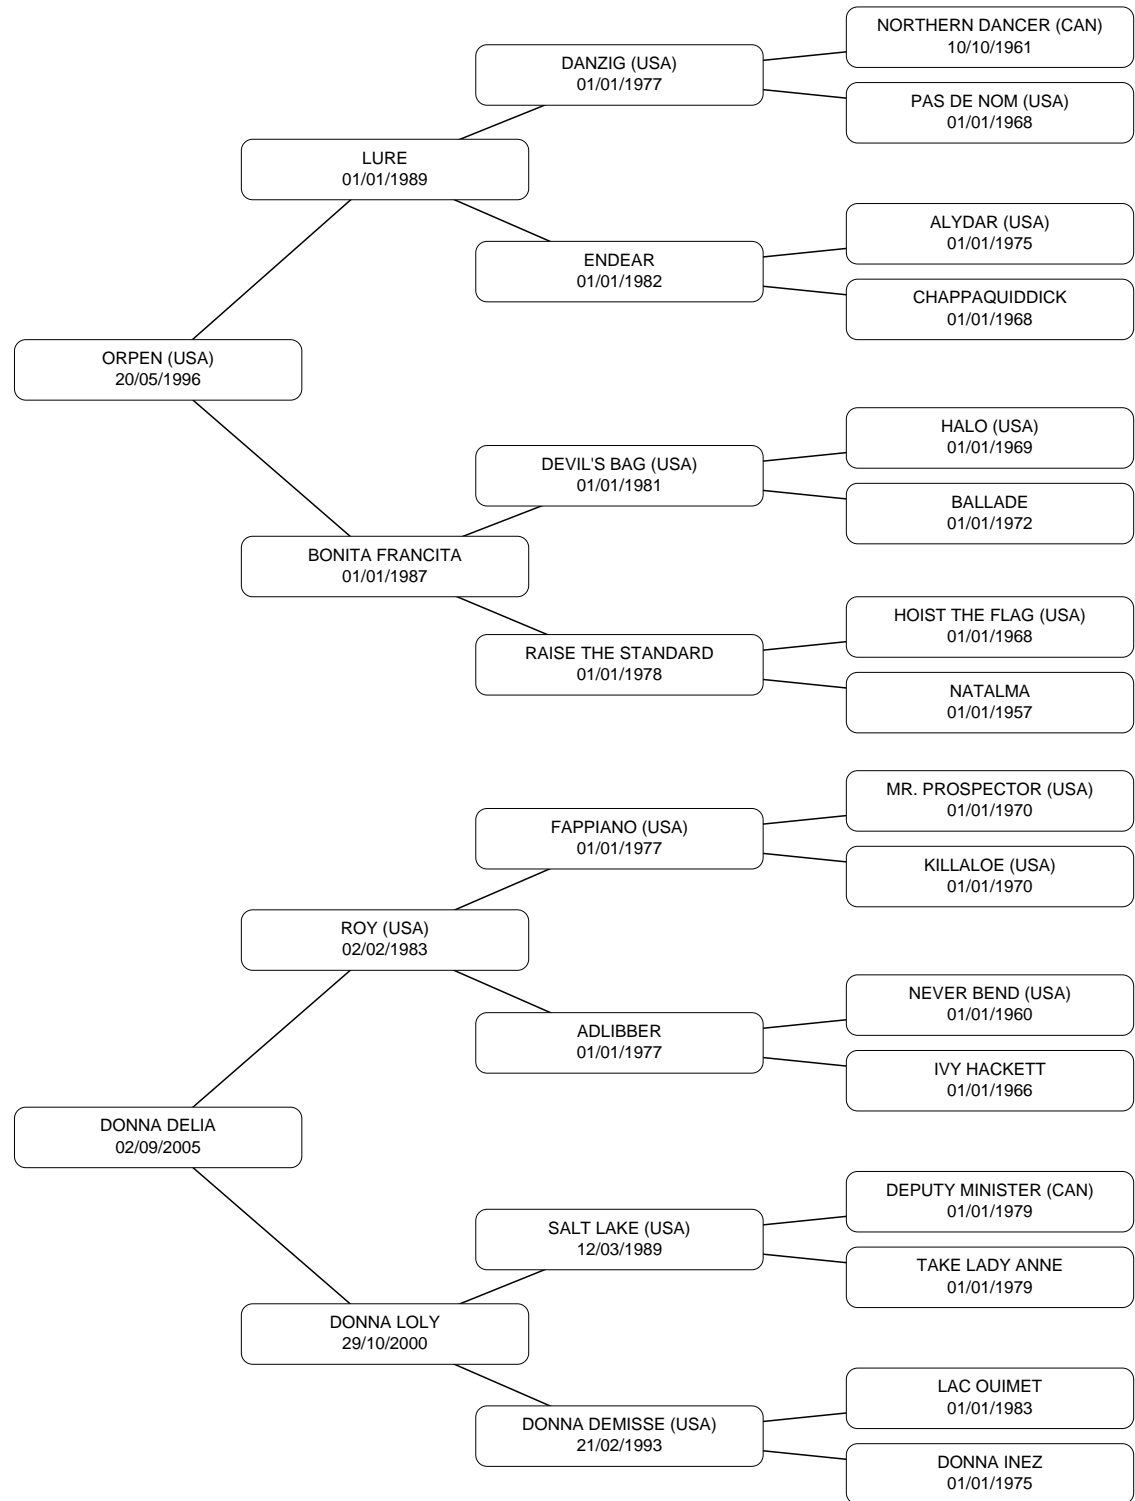 NORTHERN DANCER (CAN)
10/10/1961
DANZIG (USA)
01/01/1977
PAS DE NOM (USA)
01/01/1968
LURE
01/01/1989
ALYDAR (USA)
01/01/1975
ENDEAR
01/01/1982
CHAPPAQUIDDICK
01/01/1968
ORPEN (USA)
20/05/1996
HALO (USA)
01/01/1969
DEVIL'S BAG (USA)
01/01/1981
BALLADE
01/01/1972
BONITA FRANCITA
01/01/1987
HOIST THE FLAG (USA)
01/01/1968
RAISE THE STANDARD
01/01/1978
NATALMA
01/01/1957
MR. PROSPECTOR (USA)
01/01/1970
FAPPIANO (USA)
01/01/1977
KILLALOE (USA)
01/01/1970
ROY (USA)
02/02/1983
NEVER BEND (USA)
01/01/1960
ADLIBBER
01/01/1977
IVY HACKETT
01/01/1966
DONNA DELIA
02/09/2005
DEPUTY MINISTER (CAN)
01/01/1979
SALT LAKE (USA)
12/03/1989
TAKE LADY ANNE
01/01/1979
DONNA LOLY
29/10/2000
LAC OUIMET
01/01/1983
DONNA DEMISSE (USA)
21/02/1993
DONNA INEZ
01/01/1975